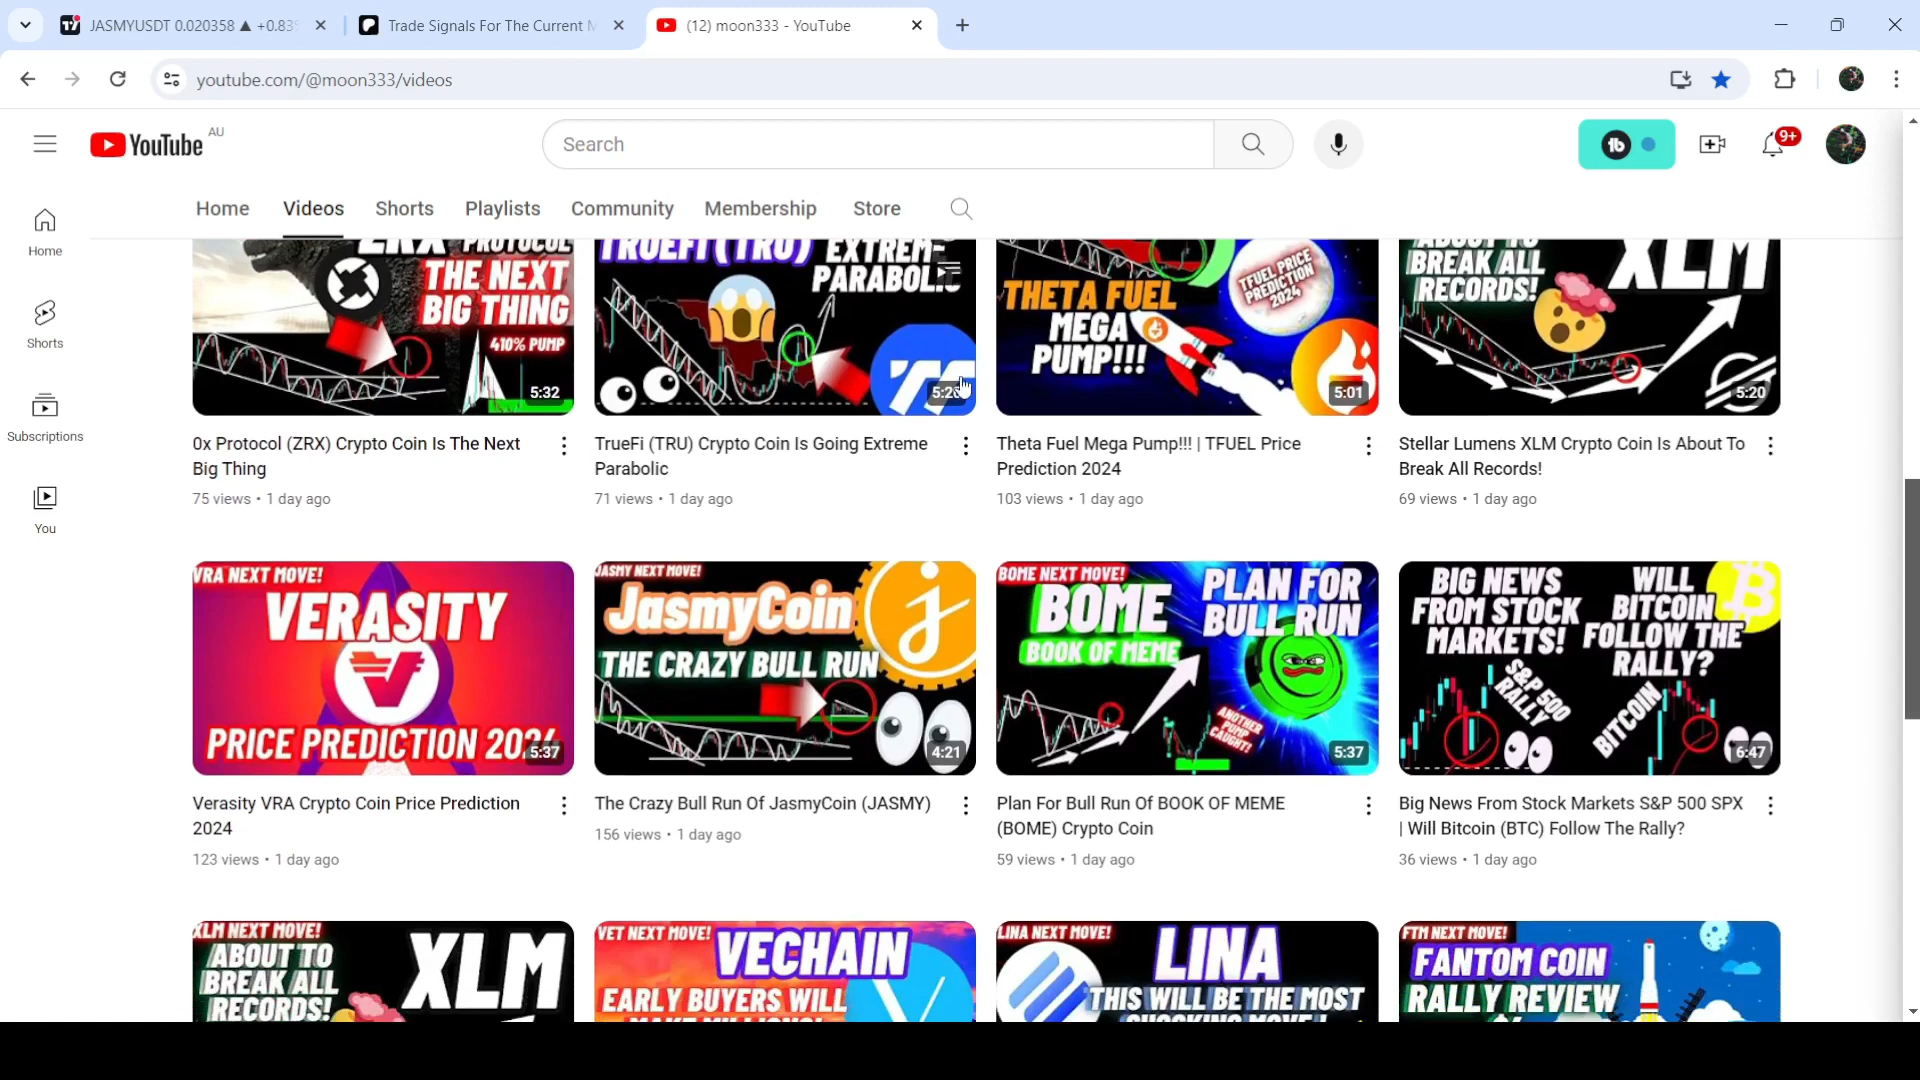 JASMYUSDT 0.020358 ▲ +0.83
Trade Signals For The Current M
(12) moon333 - YouTube
youtube.com/@moon333/videos
YouTube AU
Search
9+
Home
Videos
Shorts
Playlists
Community
Membership
Store
Home
Shorts
Subscriptions
You
ZRX PROTOCOL
THE NEXT
BIG THING
410% PUMP
5:32
TRUEFI (TRU) EXTREM-
PARABOLIC
THETA FUEL
MEGA
PUMP!!!
TFUEL PRICE
PREDICTION
2024
5:01
ABOUT TO
BREAK ALL
RECORDS!
XLM
5:20
0x Protocol (ZRX) Crypto Coin Is The Next
Big Thing
75 views • 1 day ago
TrueFi (TRU) Crypto Coin Is Going Extreme
Parabolic
71 views • 1 day ago
Theta Fuel Mega Pump!!! | TFUEL Price
Prediction 2024
103 views • 1 day ago
Stellar Lumens XLM Crypto Coin Is About To
Break All Records!
69 views • 1 day ago
VRA NEXT MOVE!
VERASITY
PRICE PREDICTION 2024
5:37
JASMY NEXT MOVE!
JasmyCoin
THE CRAZY BULL RUN
4:21
BOME NEXT MOVE!
BOME
BOOK OF MEME
PLAN FOR
BULL RUN
ANOTHER
PUMP
CAUGHT!
5:37
BIG NEWS
FROM STOCK
MARKETS!
WILL
BITCOIN
FOLLOW THE
RALLY?
S&P 500
RALLY
BITCOIN
6:47
Verasity VRA Crypto Coin Price Prediction
2024
123 views • 1 day ago
The Crazy Bull Run Of JasmyCoin (JASMY)
156 views • 1 day ago
Plan For Bull Run Of BOOK OF MEME
(BOME) Crypto Coin
59 views • 1 day ago
Big News From Stock Markets S&P 500 SPX
| Will Bitcoin (BTC) Follow The Rally?
36 views • 1 day ago
XLM NEXT MOVE!
ABOUT TO
BREAK ALL
RECORDS!
XLM
VET NEXT MOVE!
VECHAIN
EARLY BUYERS WILL
LINA NEXT MOVE!
LINA
THIS WILL BE THE MOST
SHOCKING MOVE!
FTM NEXT MOVE!
FANTOM COIN
RALLY REVIEW